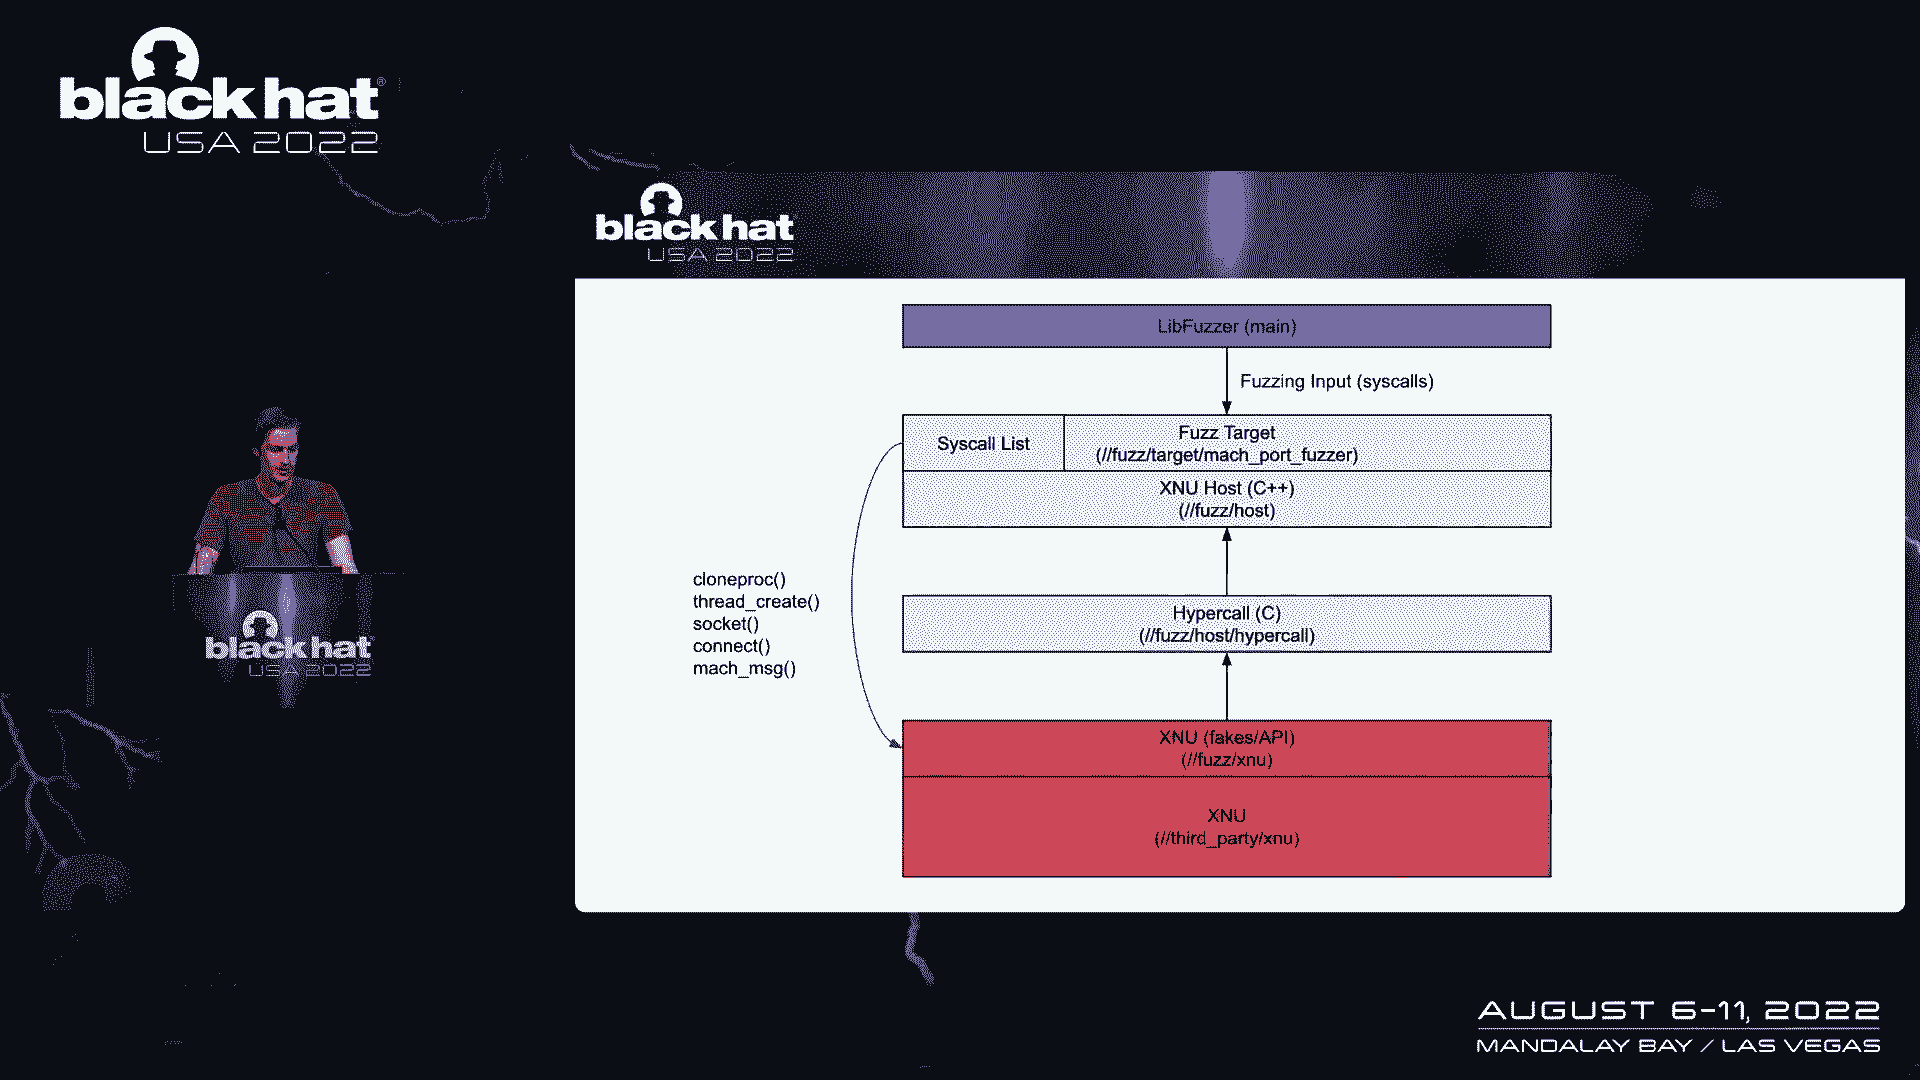 black hat®
USA 2022
black hat
USA 2022
LibFuzzer (main)
Fuzzing Input (syscalls)
Syscall List
Fuzz Target
(//fuzz/target/mach_port_fuzzer)
XNU Host (C++)
(//fuzz/host)
cloneproc()
thread_create()
socket()
connect()
mach_msg()
Hypercall (C)
(//fuzz/host/hypercall)
XNU (fakes/API)
(//fuzz/xnu)
XNU
(//third_party/xnu)
black hat
USA 2022
AUGUST 6-11, 2022
MANDALAY BAY / LAS VEGAS